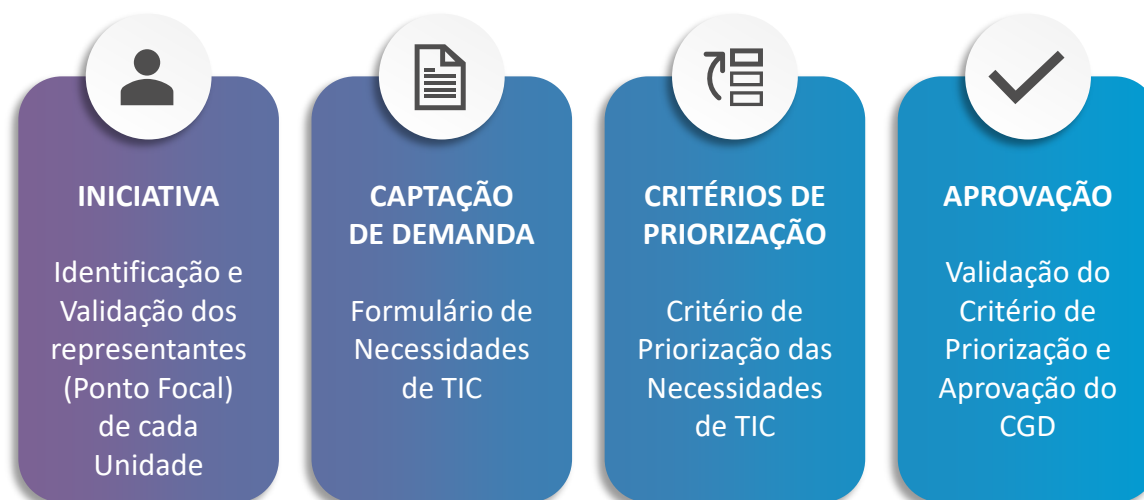 INICIATIVA
Identificação e
Validação dos
representantes
(Ponto Focal)
de cada
Unidade
CAPTAÇÃO
DE DEMANDA
Formulário de
Necessidades
de TIC
CRITÉRIOS DE
PRIORIZAÇÃO
Critério de
Priorização das
Necessidades
de TIC
APROVAÇÃO
Validação do
Critério de
Priorização e
Aprovação do
CGD